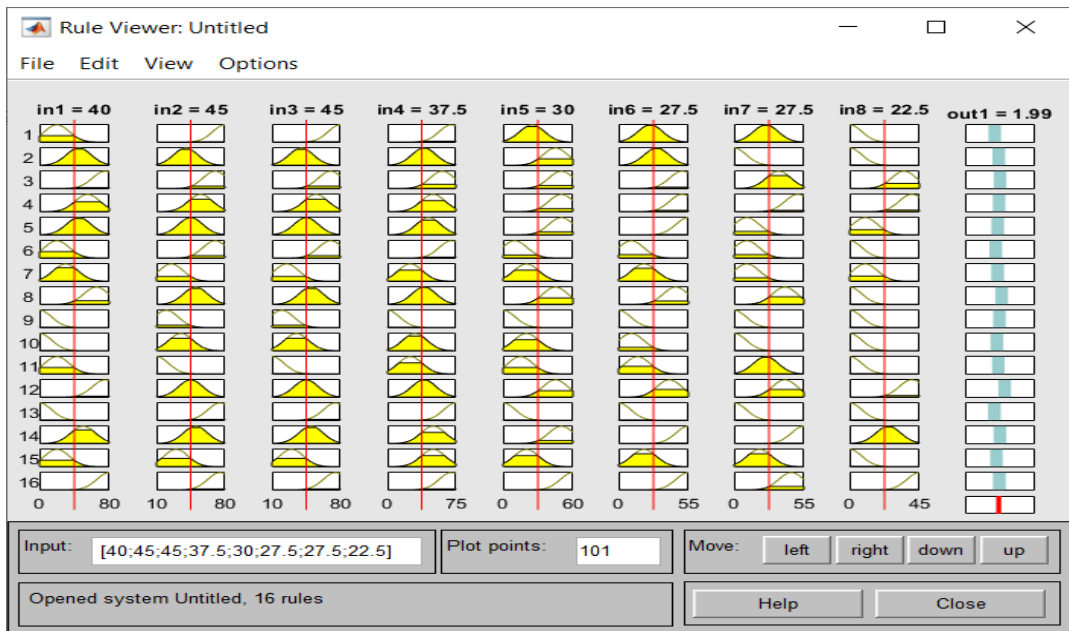 Rule Viewer: Untitled
File Edit View Options
in1 = 40 in2 = 45 in3 = 45 in4 = 37.5 in5 = 30 in6 = 27.5 in7 = 27.5 in8 = 22.5 out1 = 1.99
1
2
3
4
5
6
7
8
9
10
11
12
13
14
15
16
0 80 10 80 0 80 0 75 0 60 0 55 0 55 0 45
Input: [40;45;45;37.5;30;27.5;27.5;22.5] Plot points: 101 Move: left right down up
Opened system Untitled, 16 rules Help Close